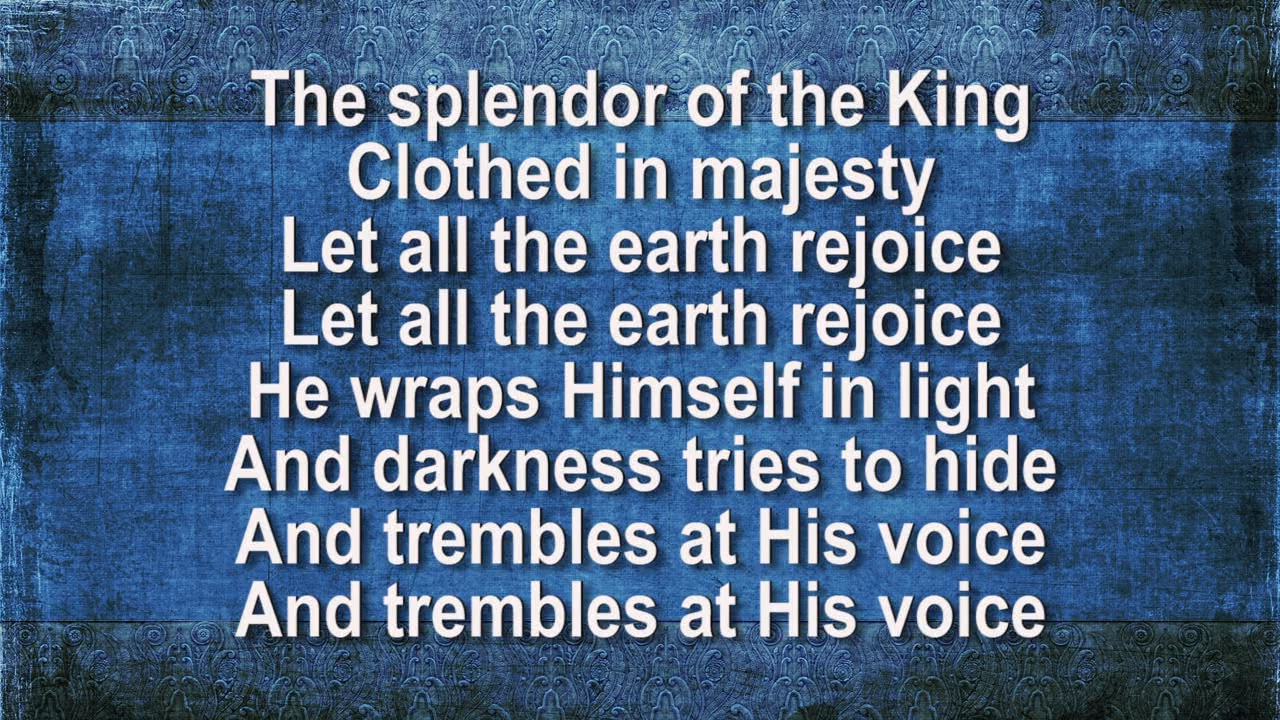 The splendor of the King
Clothed in majesty
Let all the earth rejoice
Let all the earth rejoice
He wraps Himself in light
And darkness tries to hide
And trembles at His voice
And trembles at His voice